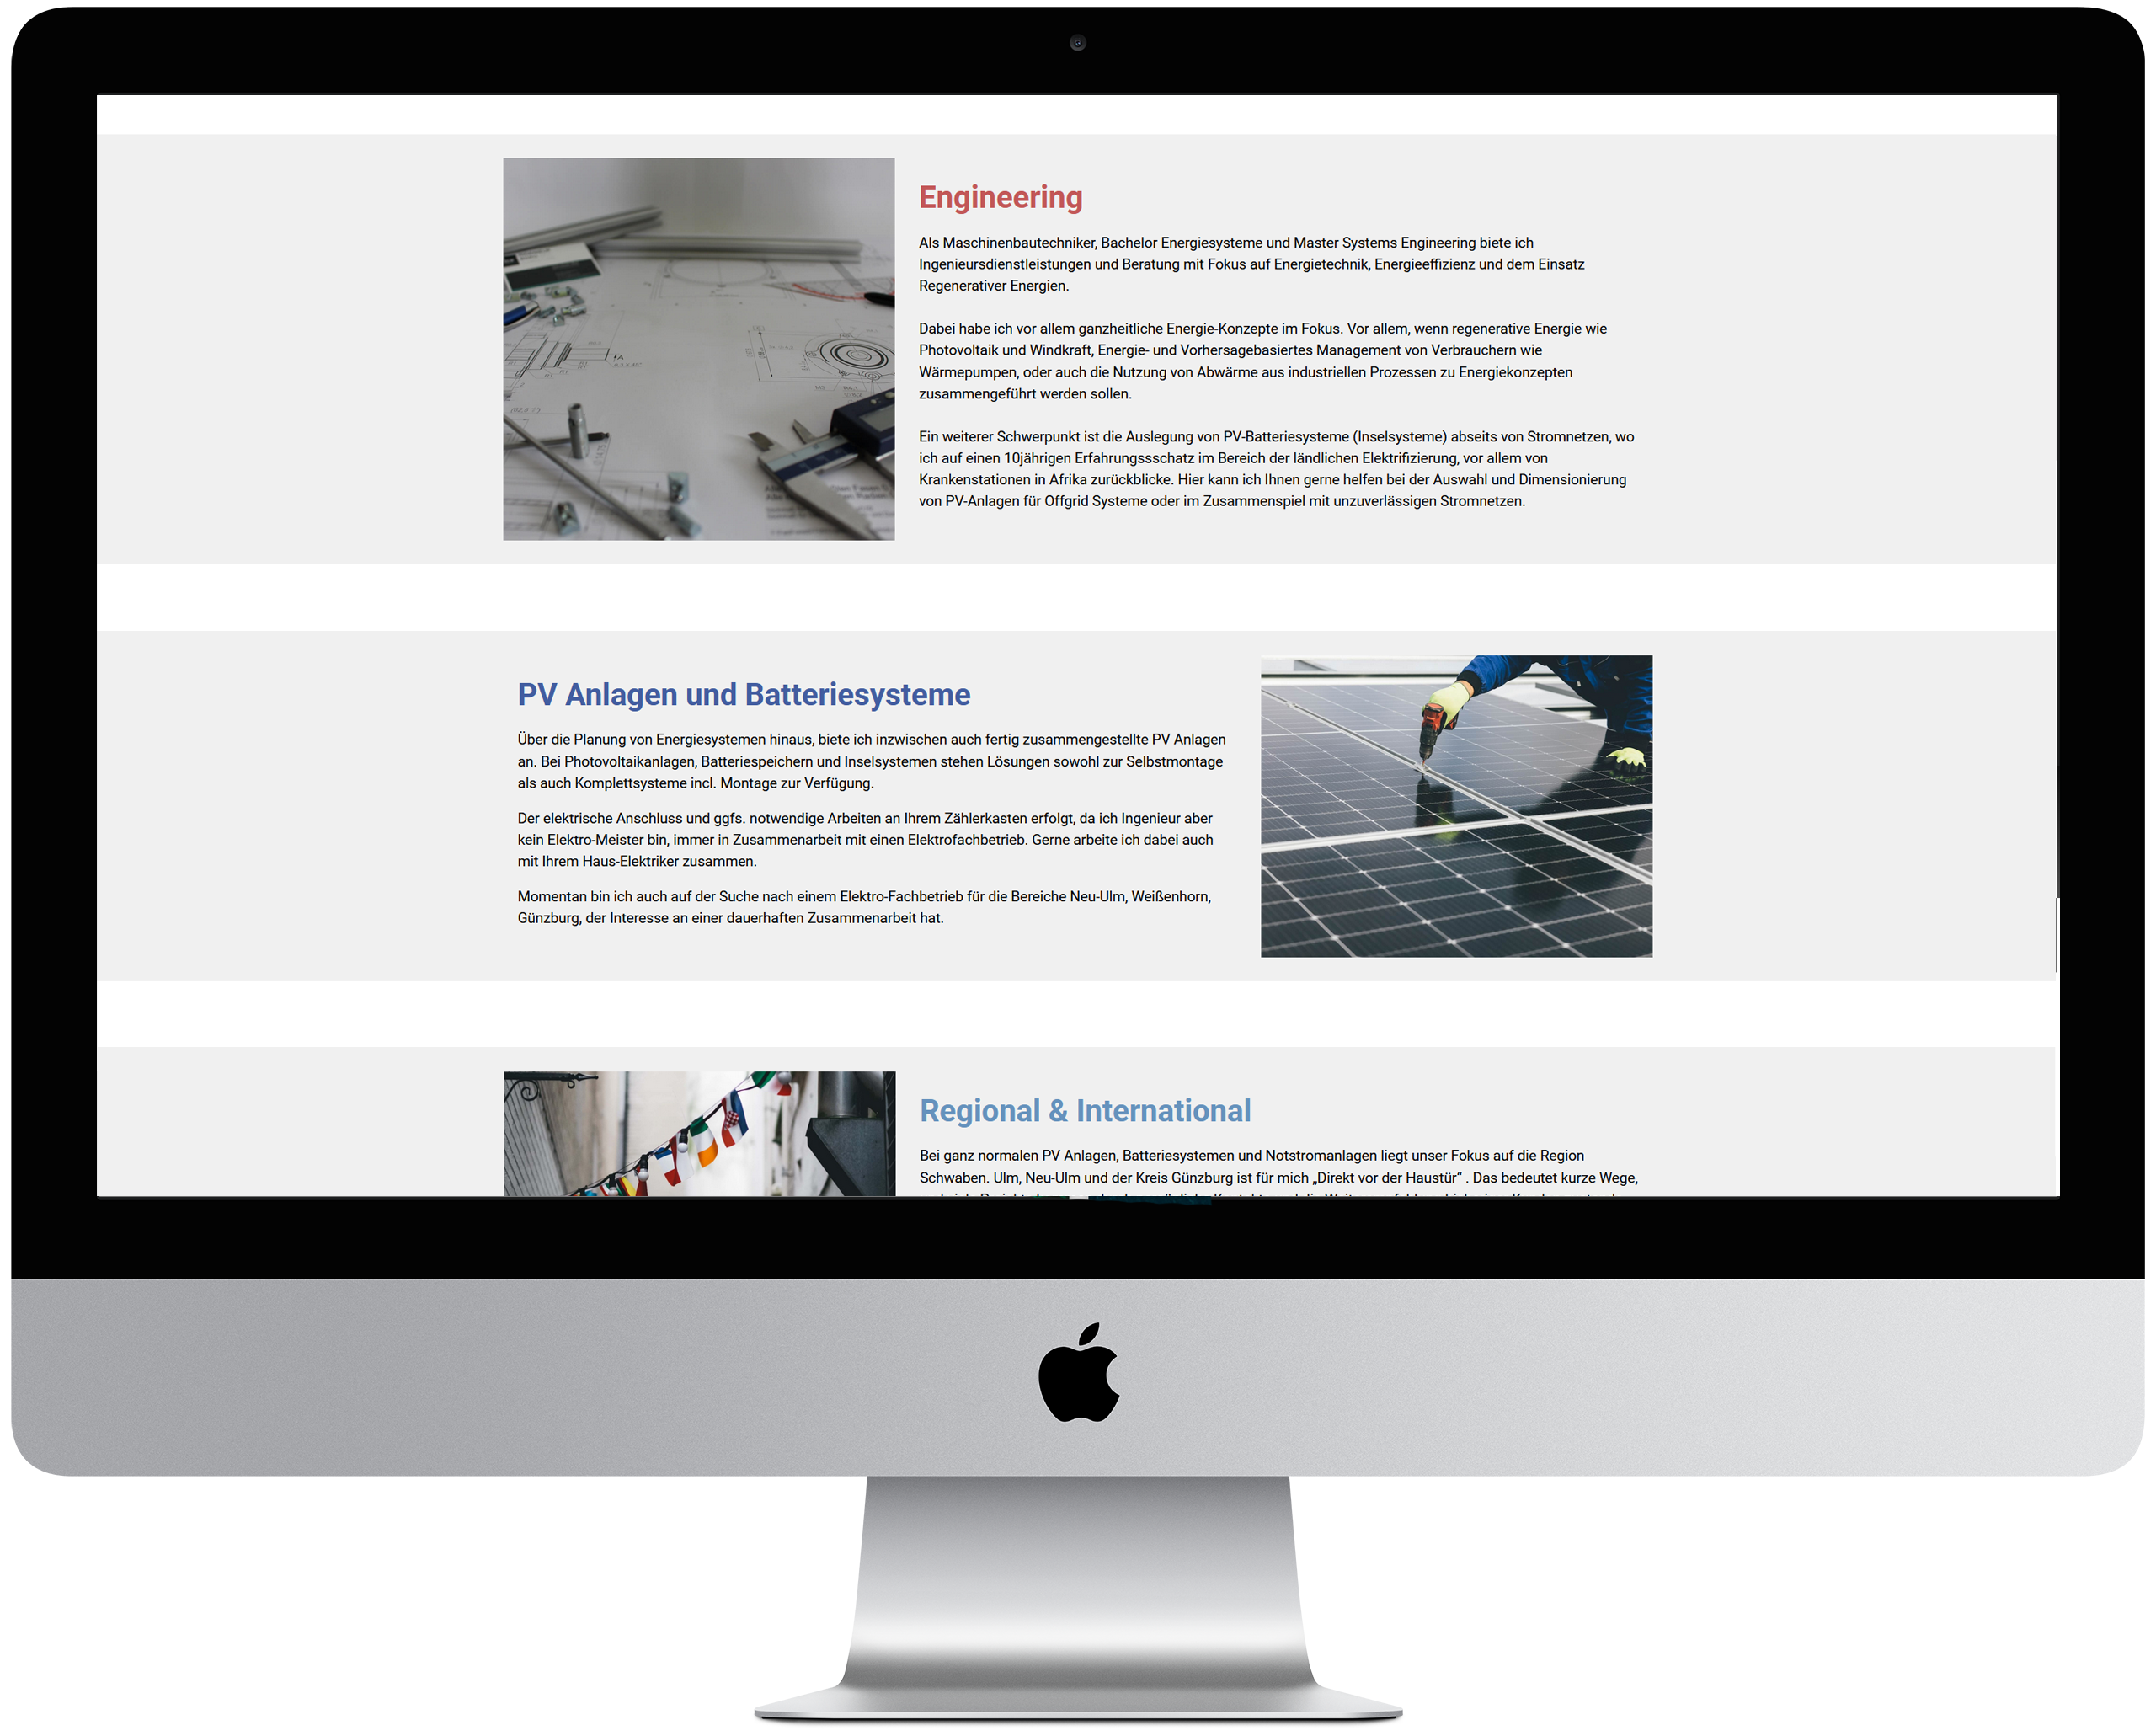 Engineering
Als Maschinenbautechniker, Bachelor Energiesysteme und Master Systems Engineering biete ich
Ingenieursdienstleistungen und Beratung mit Fokus auf Energietechnik, Energieeffizienz und dem Einsatz
Regenerativer Energien.
Dabei habe ich vor allem ganzheitliche Energie-Konzepte im Fokus. Vor allem, wenn regenerative Energie wie
Photovoltaik und Windkraft, Energie- und Vorhersagebasiertes Management von Verbrauchern wie
Wärmepumpen, oder auch die Nutzung von Abwärme aus industriellen Prozessen zu Energiekonzepten
zusammengeführt werden sollen.
Ein weiterer Schwerpunkt ist die Auslegung von PV-Batteriesysteme (Inselsysteme) abseits von Stromnetzen, wo
ich auf einen 10jährigen Erfahrungssschatz im Bereich der ländlichen Elektrifizierung, vor allem von
Krankenstationen in Afrika zurückblicke. Hier kann ich Ihnen gerne helfen bei der Auswahl und Dimensionierung
von PV-Anlagen für Offgrid Systeme oder im Zusammenspiel mit unzuverlässigen Stromnetzen.
PV Anlagen und Batteriesysteme
Über die Planung von Energiesystemen hinaus, biete ich inzwischen auch fertig zusammengestellte PV Anlagen
an. Bei Photovoltaikanlagen, Batteriespeichern und Inselsystemen stehen Lösungen sowohl zur Selbstmontage
als auch Komplettsysteme incl. Montage zur Verfügung.
Der elektrische Anschluss und ggfs. notwendige Arbeiten an Ihrem Zählerkasten erfolgt, da ich Ingenieur aber
kein Elektro-Meister bin, immer in Zusammenarbeit mit einen Elektrofachbetrieb. Gerne arbeite ich dabei auch
mit Ihrem Haus-Elektriker zusammen.
Momentan bin ich auch auf der Suche nach einem Elektro-Fachbetrieb für die Bereiche Neu-Ulm, Weißenhorn,
Günzburg, der Interesse an einer dauerhaften Zusammenarbeit hat.
Regional & International
Bei ganz normalen PV Anlagen, Batteriesystemen und Notstromanlagen liegt unser Fokus auf die Region
Schwaben. Ulm, Neu-Ulm und der Kreis Günzburg ist für mich „Direkt vor der Haustür“ . Das bedeutet kurze Wege,